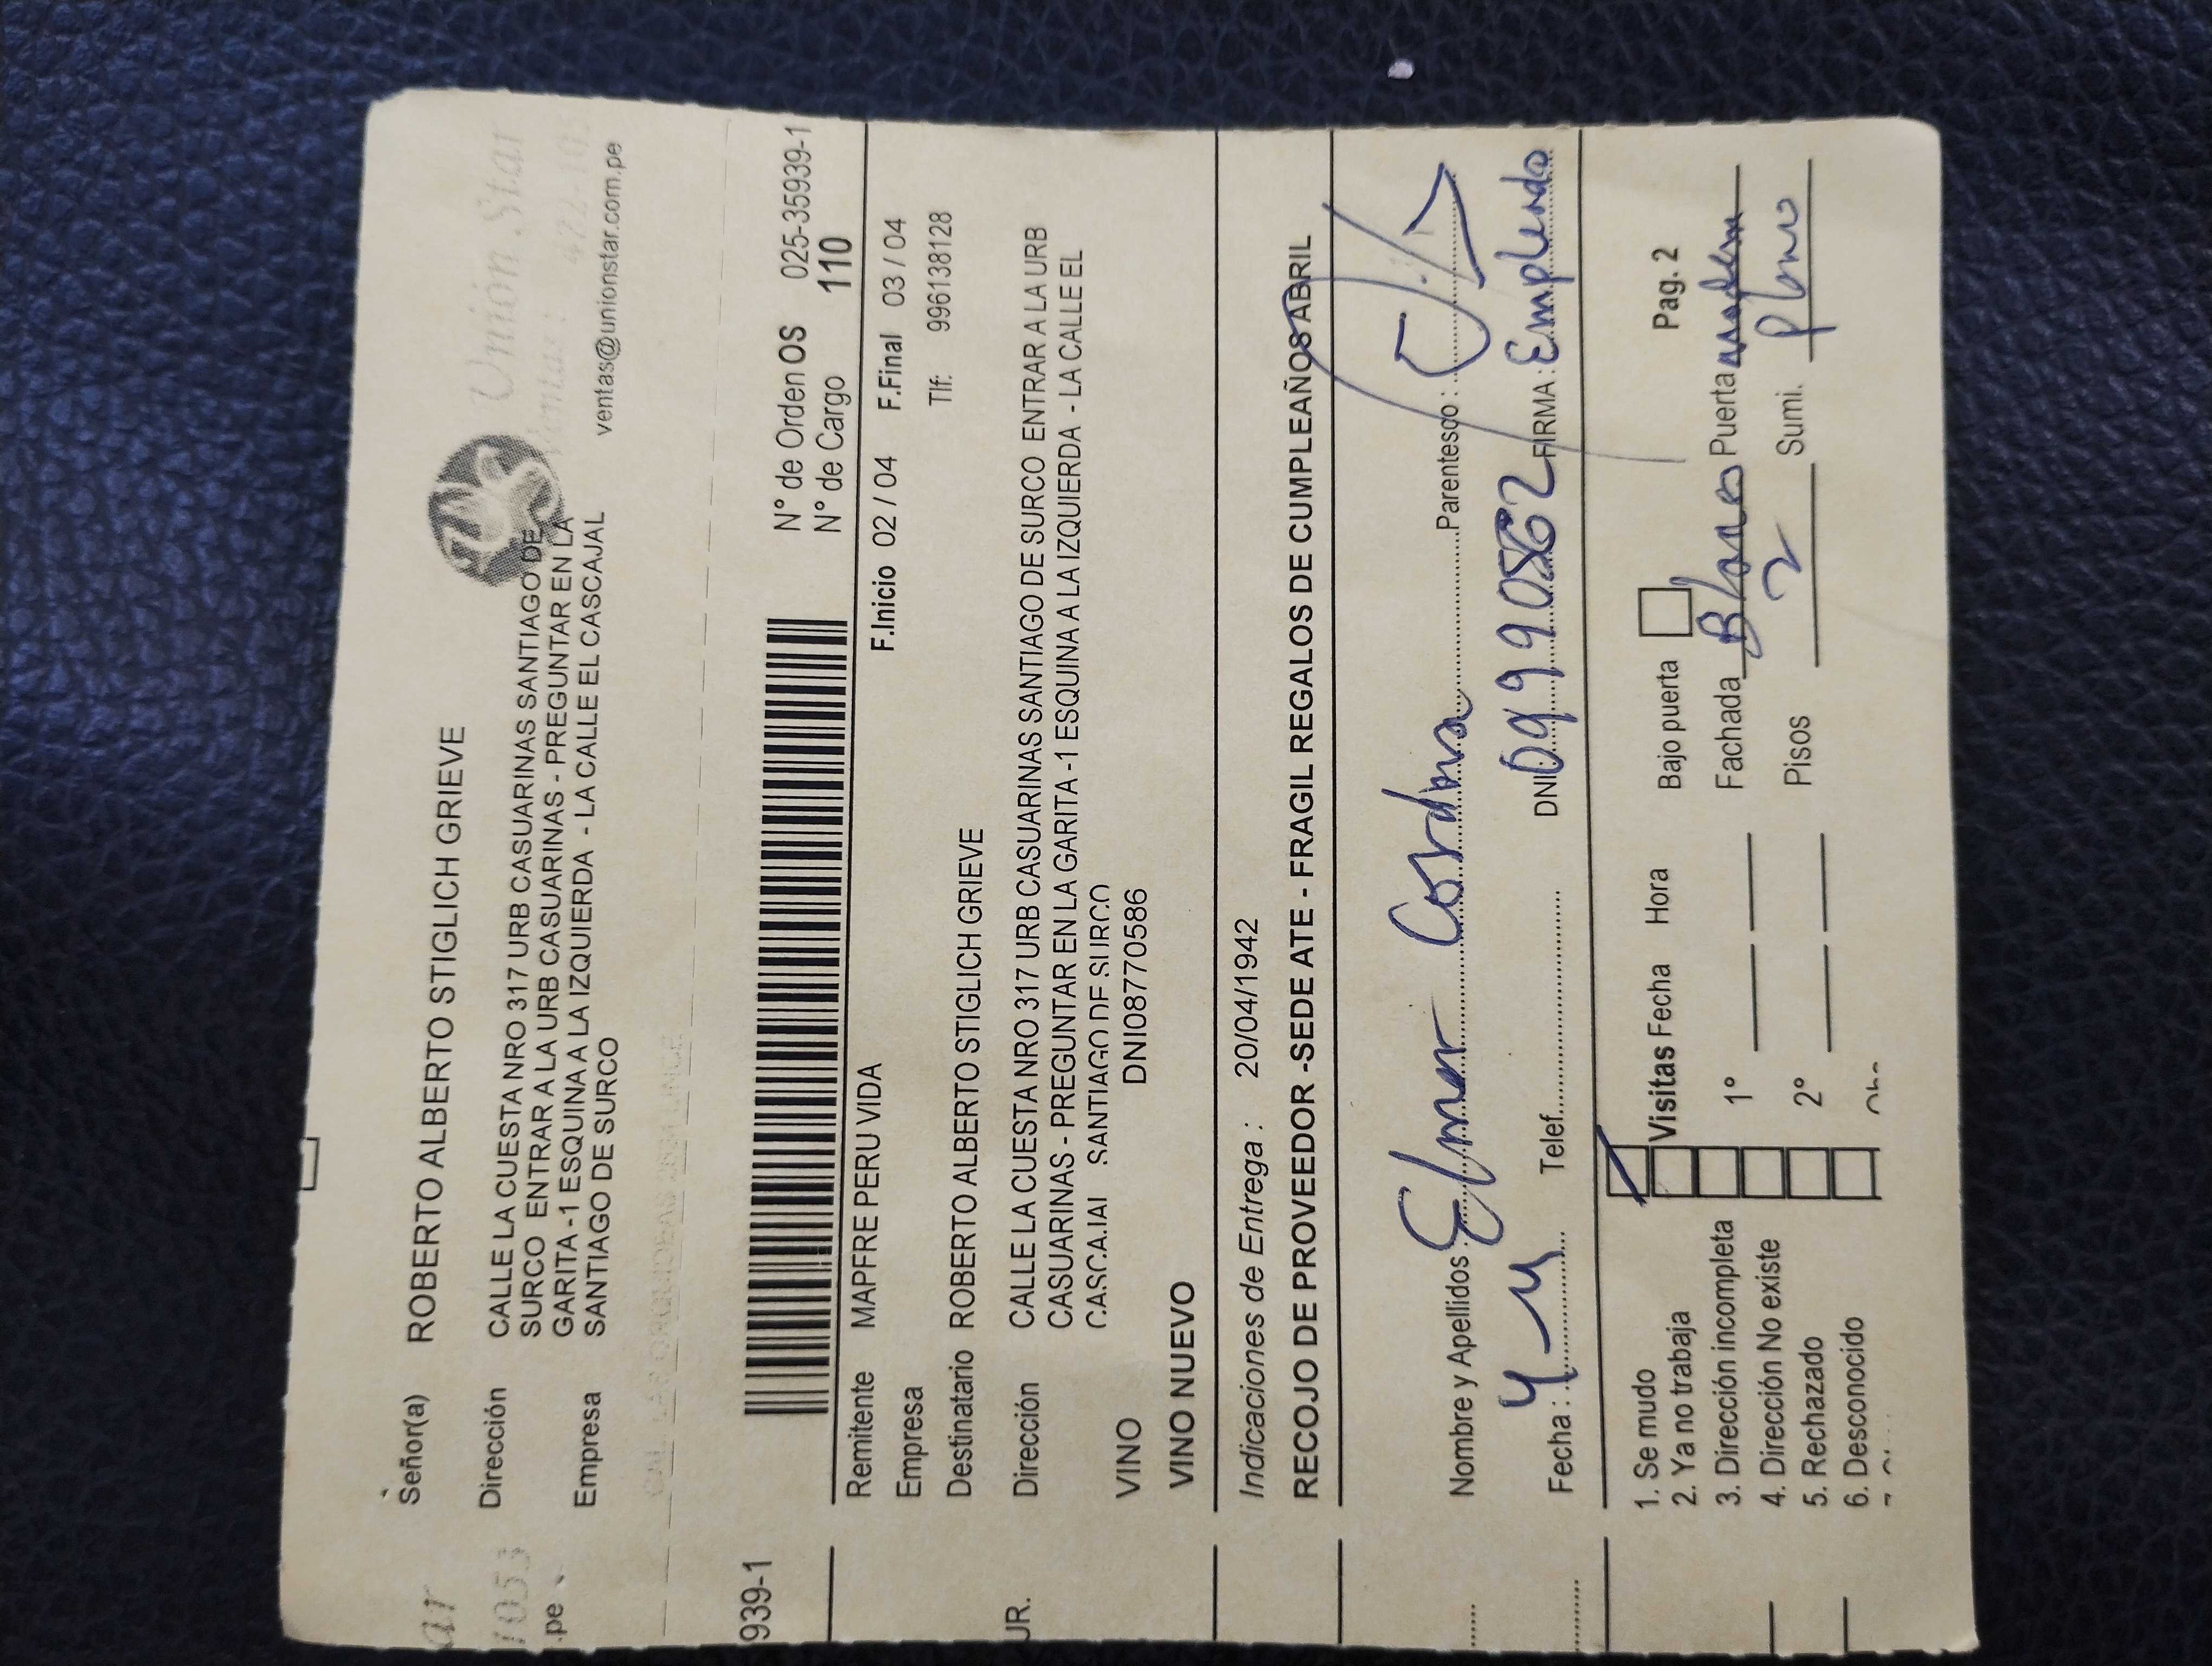 Señor(a) ROBERTO ALBERTO STIGLICH GRIEVE
Unión Star
Dirección CALLE LA CUESTA NRO 317 URB CASUARINAS SANTIAGO DE
SURCO ENTRAR A LA URB CASUARINAS - PREGUNTAR EN LA
GARITA -1 ESQUINA A LA IZQUIERDA - LA CALLE EL CASCAJAL
Empresa SANTIAGO DE SURCO
ventas@unionstar.com.pe
ar
1053
.pe
939-1
N° de Orden OS 025-35939-1
N° de Cargo 110
Remitente MAPFRE PERU VIDA
F.Inicio 02 / 04 F.Final 03 / 04
Empresa
Tlf: 996138128
Destinatario ROBERTO ALBERTO STIGLICH GRIEVE
Dirección CALLE LA CUESTA NRO 317 URB CASUARINAS SANTIAGO DE SURCO ENTRAR A LA URB
CASUARINAS - PREGUNTAR EN LA GARITA -1 ESQUINA A LA IZQUIERDA - LA CALLE EL
CASCAJAL SANTIAGO DE SURCO
JR.
VINO DNI08770586
VINO NUEVO
Indicaciones de Entrega : 20/04/1942
RECOJO DE PROVEEDOR -SEDE ATE - FRAGIL REGALOS DE CUMPLEAÑOS ABRIL
Nombre y Apellidos : Elmer Cordova Parentesco :
Fecha : 4 - 4 Telef. DNI: 09990562 FIRMA : Empleado
1. Se mudo
2. Ya no trabaja
3. Dirección incompleta
4. Dirección No existe
5. Rechazado
6. Desconocido
Visitas Fecha Hora
1°
2°
Bajo puerta Pag. 2
Fachada Blanco Puerta
Pisos 2 Sumi. plomo